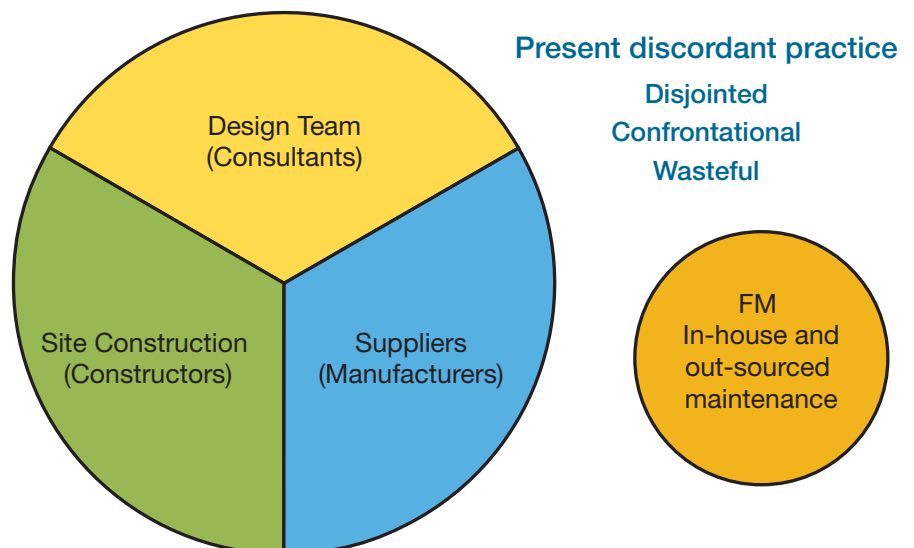 Present discordant practice
Disjointed
Confrontational
Wasteful
Design Team
(Consultants)
Site Construction
(Constructors)
Suppliers
(Manufacturers)
FM
In-house and
out-sourced
maintenance